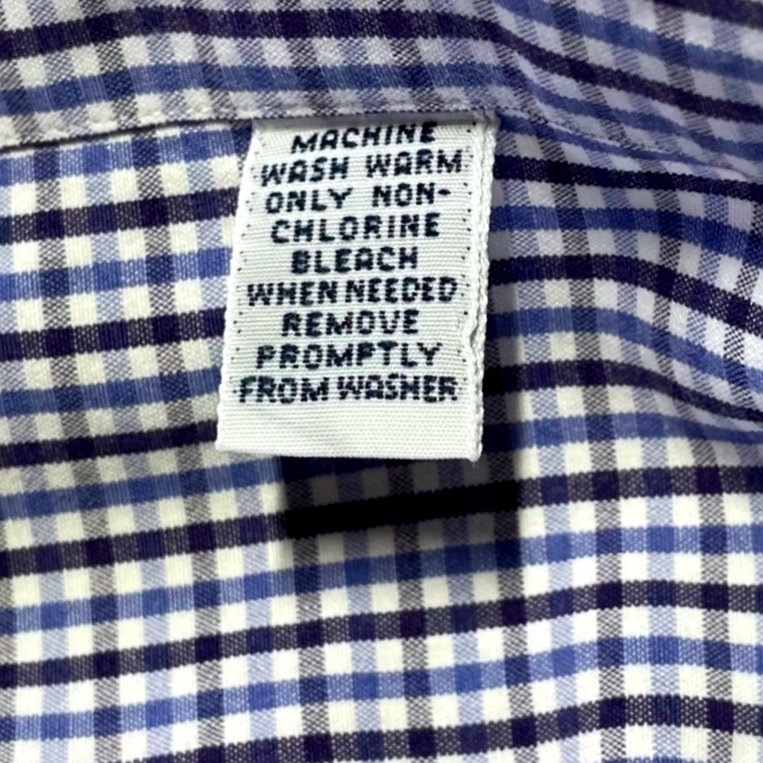 MACHINE
WASH WARM
ONLY NON-
CHLORINE
BLEACH
WHEN NEEDED
REMOVE
PROMPTLY
FROM WASHER